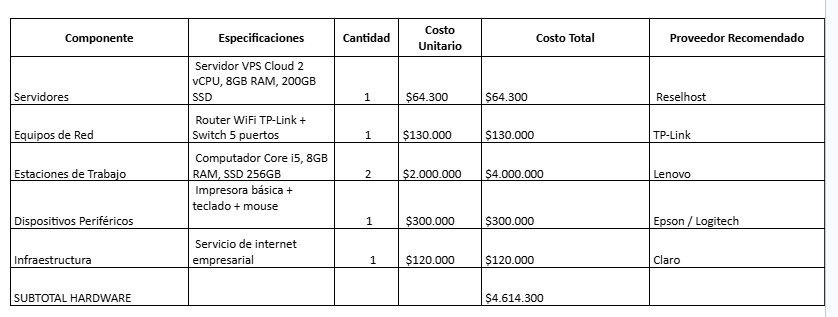 Componente Especificaciones Cantidad Costo Unitario Costo Total Proveedor Recomendado
Servidores Servidor VPS Cloud 2 vCPU, 8GB RAM, 200GB SSD 1 $64.300 $64.300 Reselhost
Equipos de Red Router WiFi TP-Link + Switch 5 puertos 1 $130.000 $130.000 TP-Link
Estaciones de Trabajo Computador Core i5, 8GB RAM, SSD 256GB 2 $2.000.000 $4.000.000 Lenovo
Dispositivos Periféricos Impresora básica + teclado + mouse 1 $300.000 $300.000 Epson / Logitech
Infraestructura Servicio de internet empresarial 1 $120.000 $120.000 Claro
SUBTOTAL HARDWARE $4.614.300